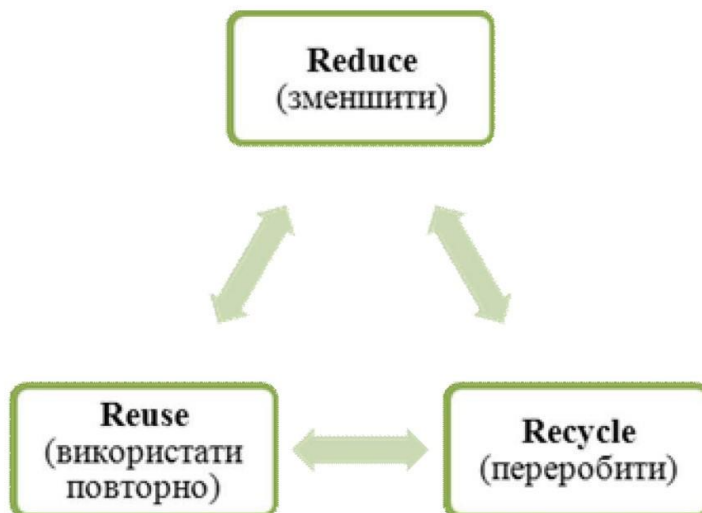 Reduce
(зменшити)
Reuse
(використати
повторно)
Recycle
(переробити)